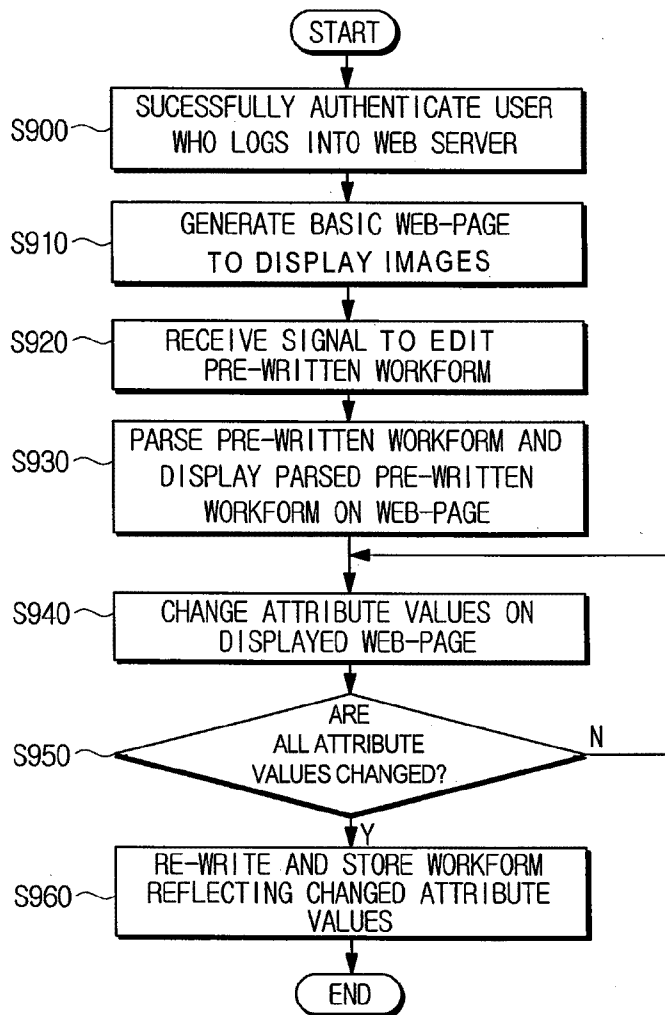 START
S900
SUCESSFULLY AUTHENTICATE USER
WHO LOGS INTO WEB SERVER
S910
GENERATE BASIC WEB-PAGE
TO DISPLAY IMAGES
S920
RECEIVE SIGNAL TO EDIT
PRE-WRITTEN WORKFORM
S930
PARSE PRE-WRITTEN WORKFORM AND
DISPLAY PARSED PRE-WRITTEN
WORKFORM ON WEB-PAGE
S940
CHANGE ATTRIBUTE VALUES ON
DISPLAYED WEB-PAGE
S950
ARE
ALL ATTRIBUTE
VALUES CHANGED?
N
Y
S960
RE-WRITE AND STORE WORKFORM
REFLECTING CHANGED ATTRIBUTE
VALUES
END